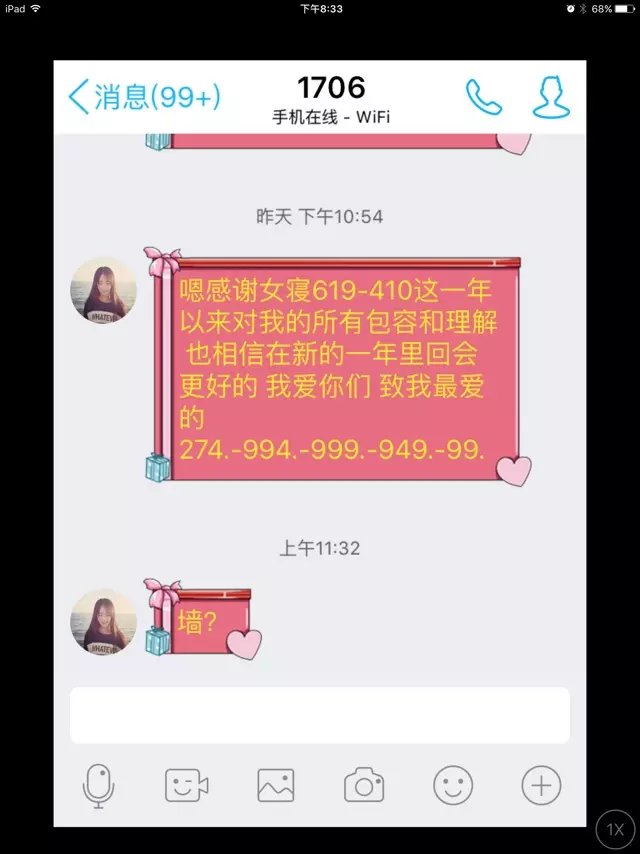 iPad
下午8:33
68%
消息(99+)
1706
手机在线 - WiFi
昨天 下午10:54
嗯感谢女寝619-410这一年
以来对我的所有包容和理解
也相信在新的一年里回会
更好的 我爱你们 致我最爱
的
274.-994.-999.-949.-99.
上午11:32
墙?
1X